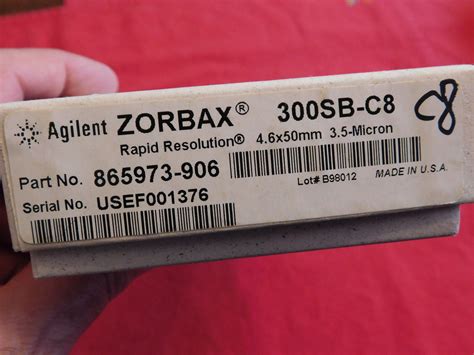 Agilent ZORBAX® 300SB-C8
Rapid Resolution® 4.6x50mm 3.5-Micron
Part No. 865973-906
Lot# B98012 MADE IN U.S.A.
Serial No. USEF001376
C8